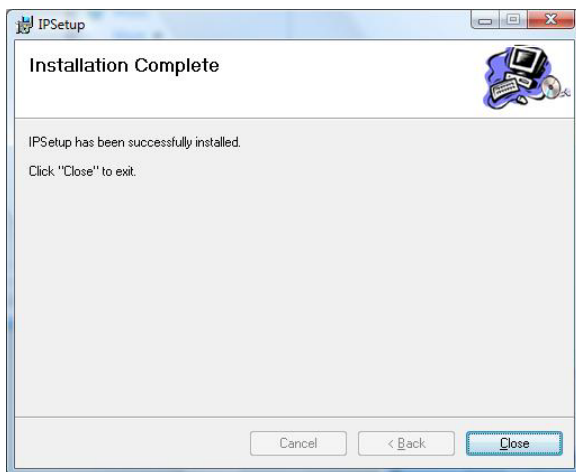 IPSetup
Installation Complete
IPSetup has been successfully installed.
Click "Close" to exit.
Cancel
< Back
Close